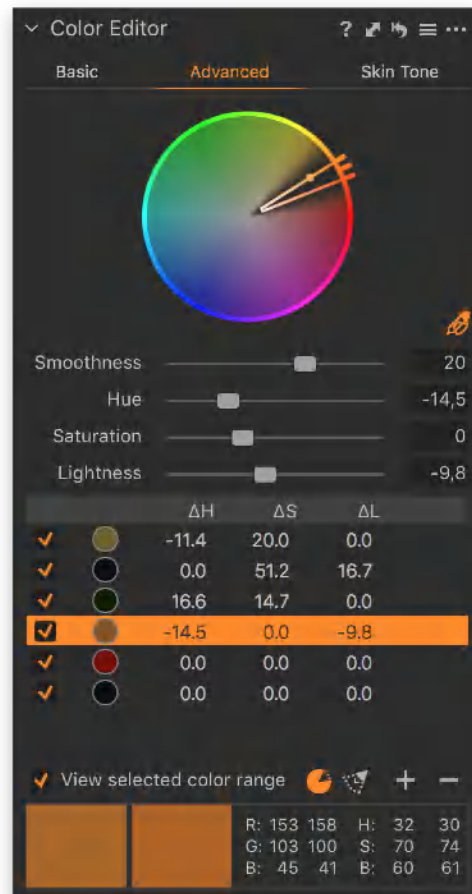 Color Editor ?
Basic Advanced Skin Tone
Smoothness 20
Hue -14,5
Saturation 0
Lightness -9,8
ΔH ΔS ΔL
-11.4 20.0 0.0
0.0 51.2 16.7
16.6 14.7 0.0
-14.5 0.0 -9.8
0.0 0.0 0.0
0.0 0.0 0.0
View selected color range
R: 153 158 H: 32 30
G: 103 100 S: 70 74
B: 45 41 B: 60 61